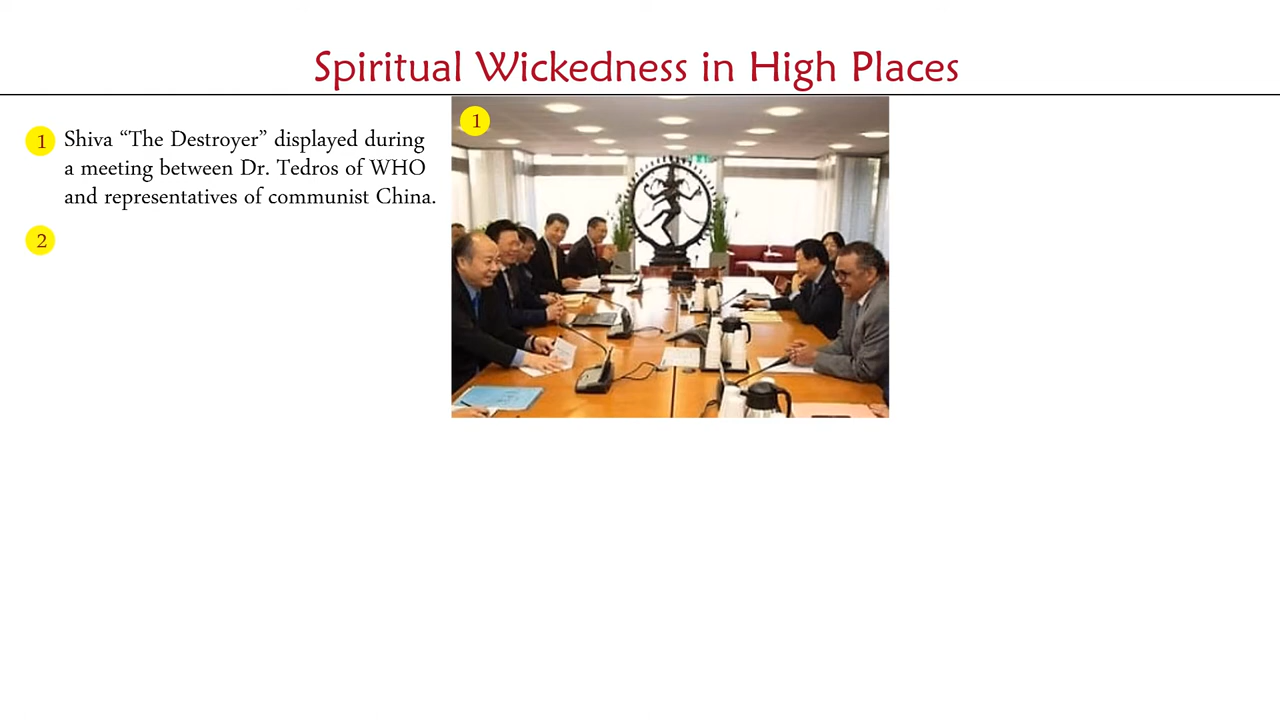 Spiritual Wickedness in High Places
1 Shiva “The Destroyer” displayed during
a meeting between Dr. Tedros of WHO
and representatives of communist China.
2
1